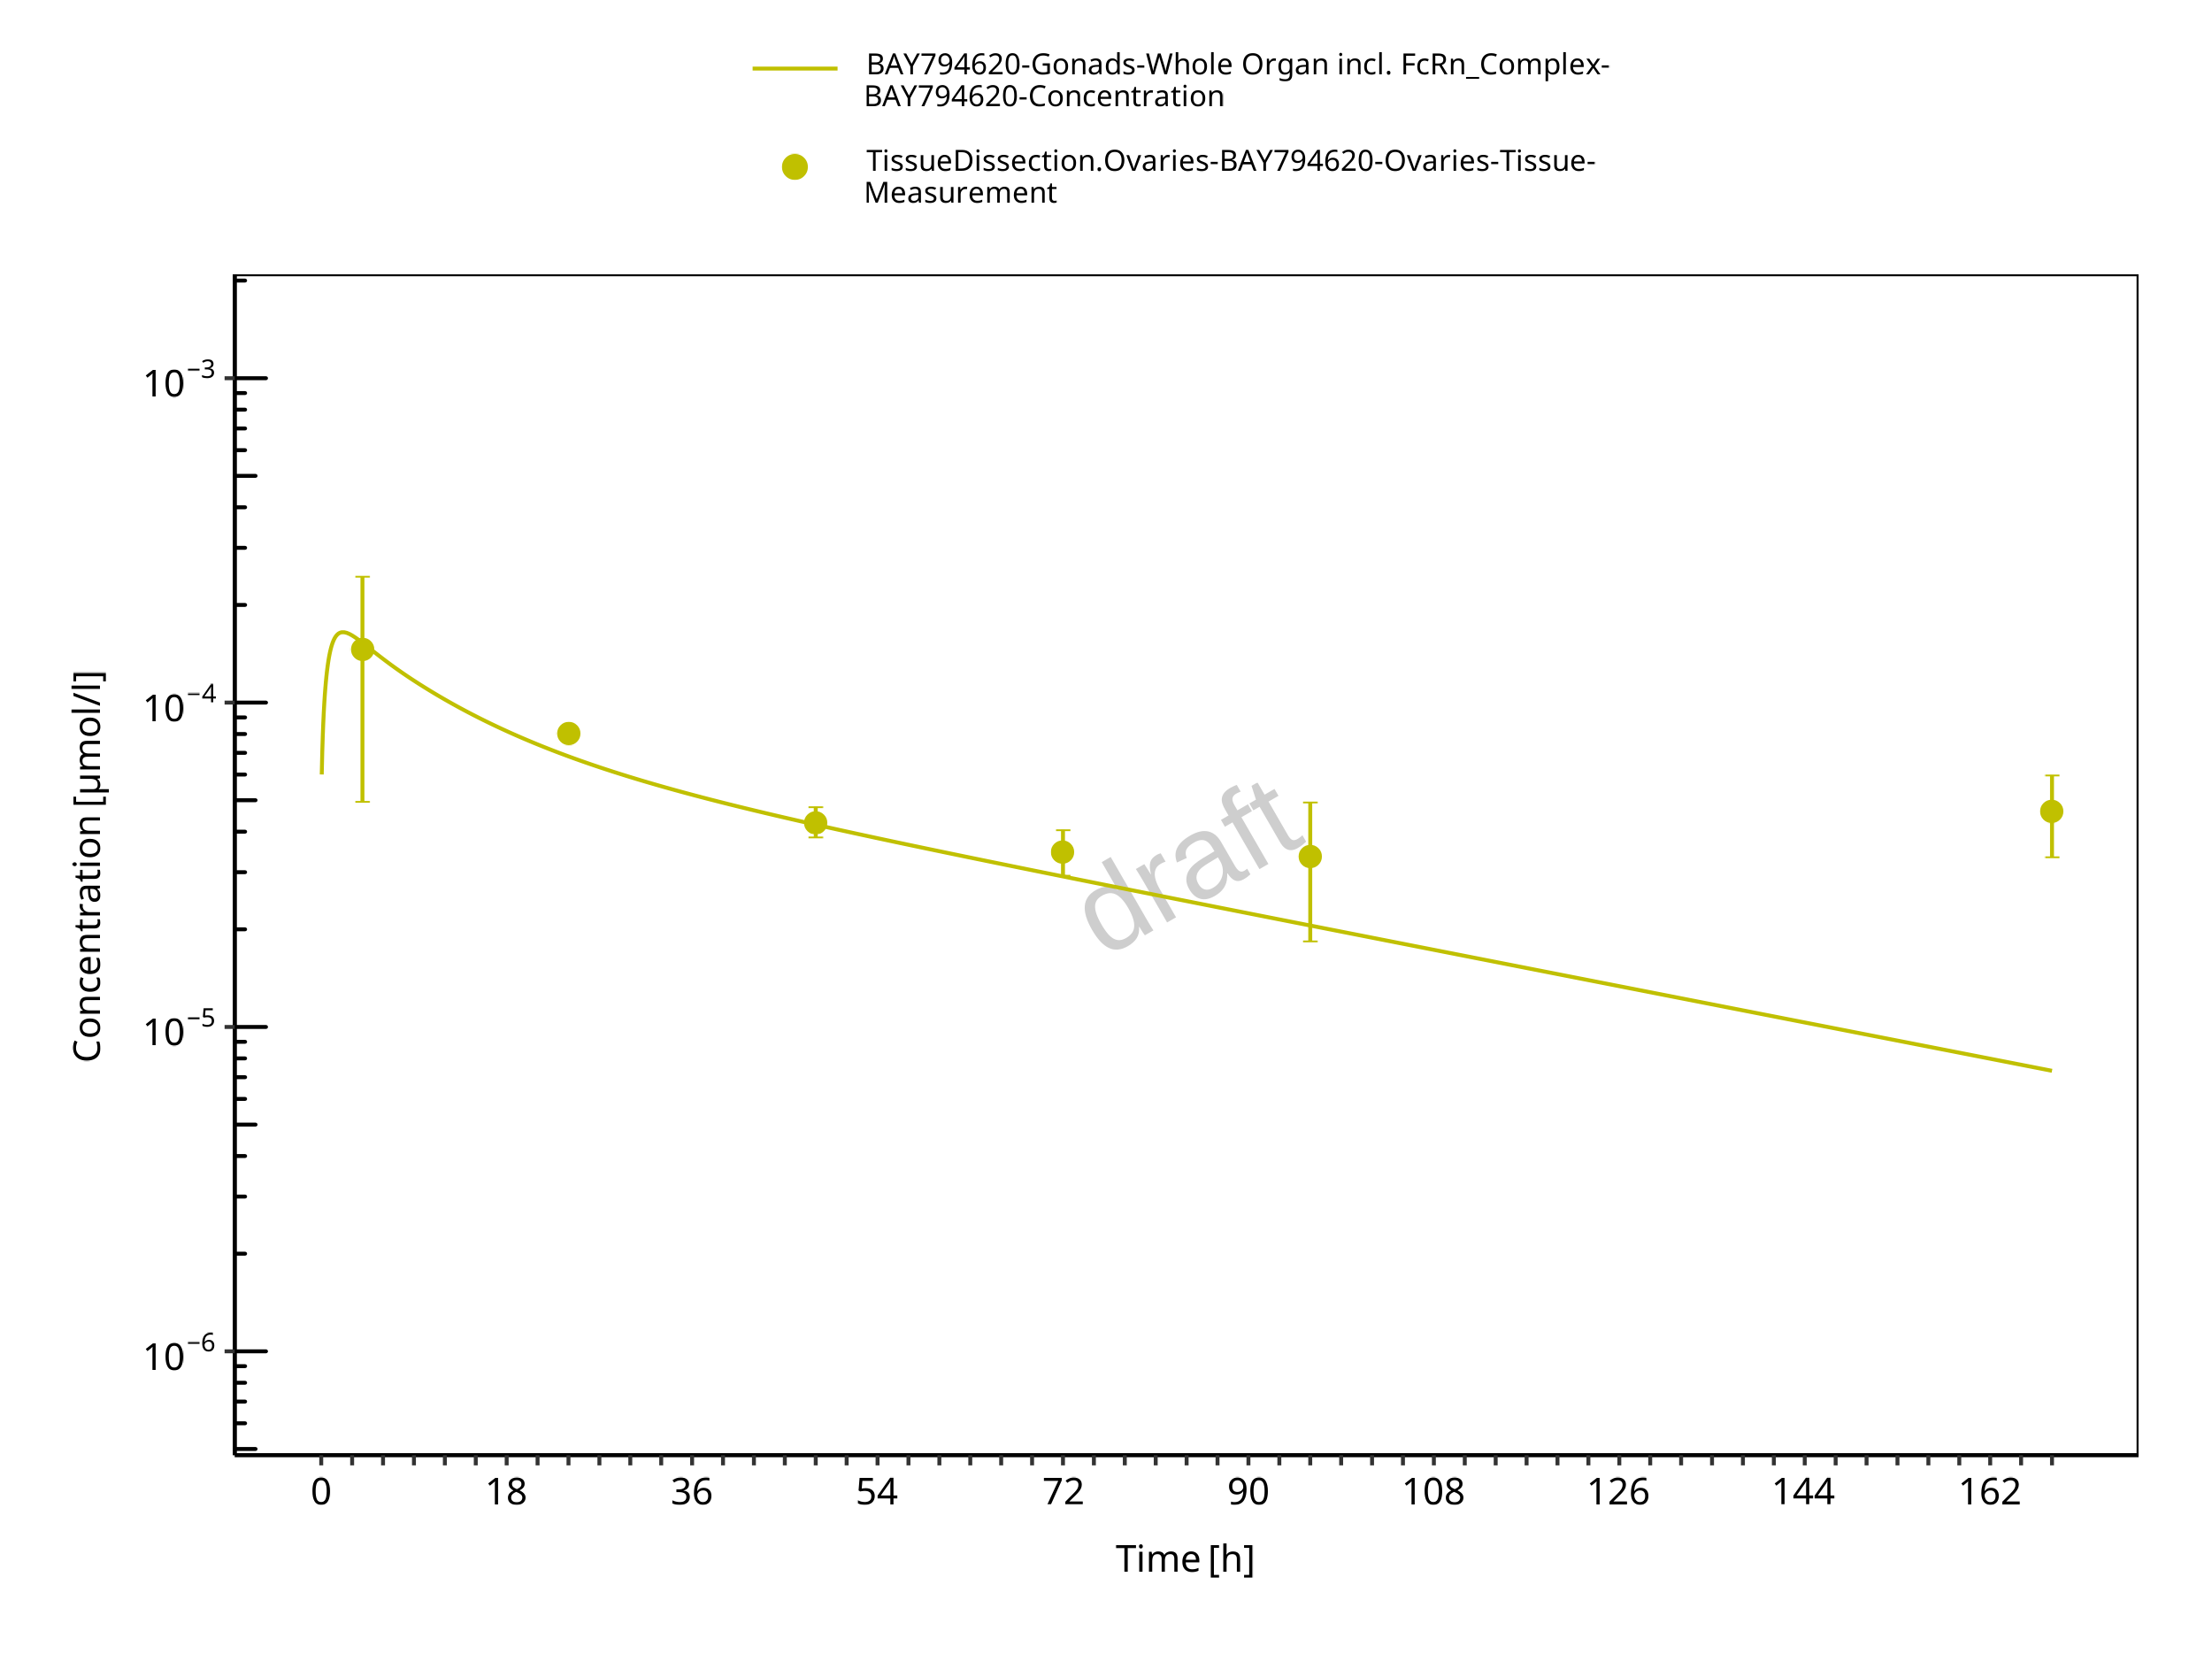 BAY794620-Gonads-Whole Organ incl. FcRn_Complex-
BAY794620-Concentration
TissueDissection.Ovaries-BAY794620-Ovaries-Tissue-
Measurement
10−3
10−4
10−5
10−6
Concentration [µmol/l]
draft
0 18 36 54 72 90 108 126 144 162
Time [h]